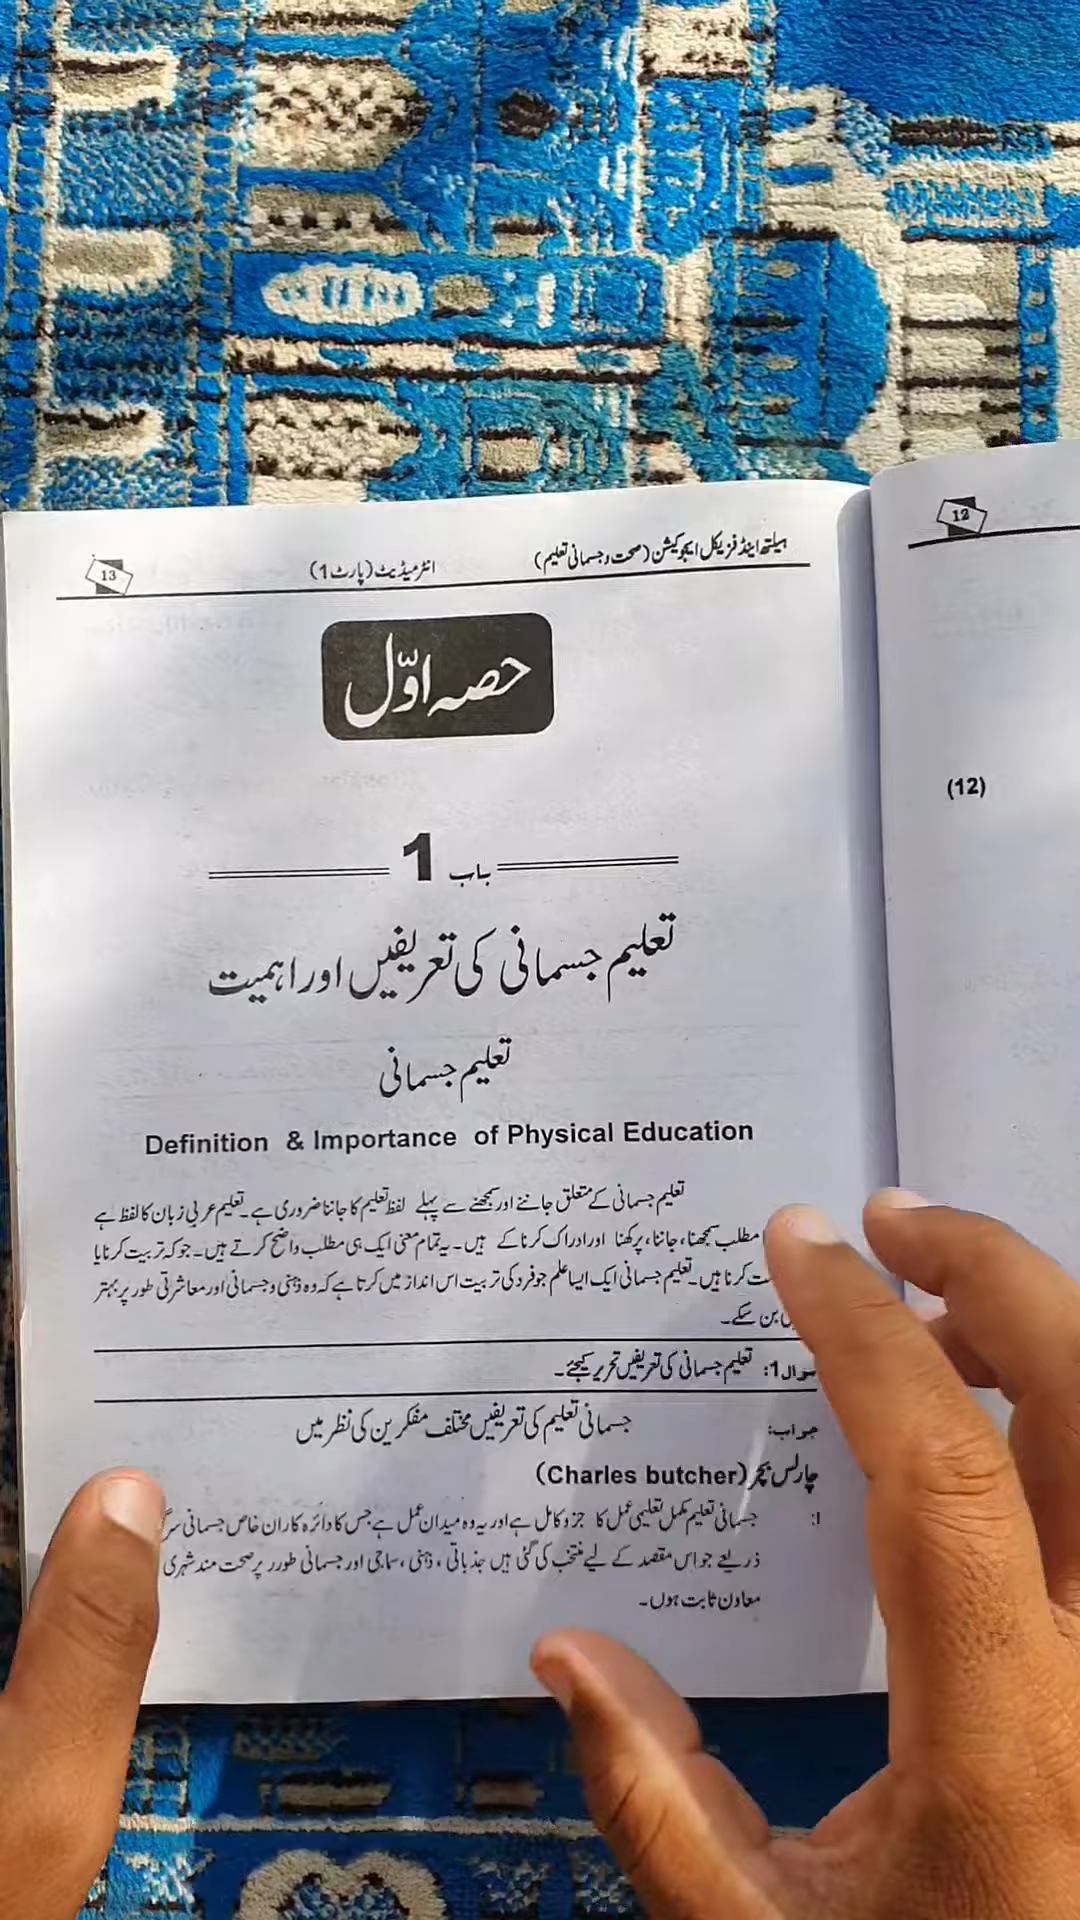 ہیلتھ اینڈ فزیکل ایجوکیشن (صحت و جسمانی تعلیم) انٹرمیڈیٹ (پارٹ 1) 13
حصہ اوّل
باب 1
تعلیم جسمانی کی تعریفیں اور اہمیت
تعلیم جسمانی
Definition & Importance of Physical Education
تعلیم جسمانی کے متعلق جاننے اور سمجھنے سے پہلے لفظ تعلیم کا جاننا ضروری ہے۔ تعلیم عربی زبان کا لفظ ہے
مطلب سمجھنا، جاننا، پرکھنا اور ادراک کرنا کے ہیں۔ یہ تمام معنی ایک ہی مطلب واضح کرتے ہیں۔ جو کہ تربیت کرنا یا
کرنا ہیں۔ تعلیم جسمانی ایک ایسا علم جو فرد کی تربیت اس انداز میں کرتا ہے کہ وہ ذہنی و جسمانی اور معاشرتی طور پر بہتر
بن سکے۔
سوال 1: تعلیم جسمانی کی تعریفیں تحریر کیجئے۔
جواب: جسمانی تعلیم کی تعریفیں مختلف مفکرین کی نظر میں
چارلس بچر (Charles butcher)
ا: جسمانی تعلیم مکمل تعلیمی عمل کا جزو کامل ہے اور یہ وہ میدان عمل ہے جس کا دائرہ کار ان خاص جسمانی
ذریعے جو اس مقصد کے لیے منتخب کی گئی ہیں جذباتی، ذہنی، سماجی اور جسمانی طورر پر صحت مند شہری
معاون ثابت ہوں۔
12
(12)